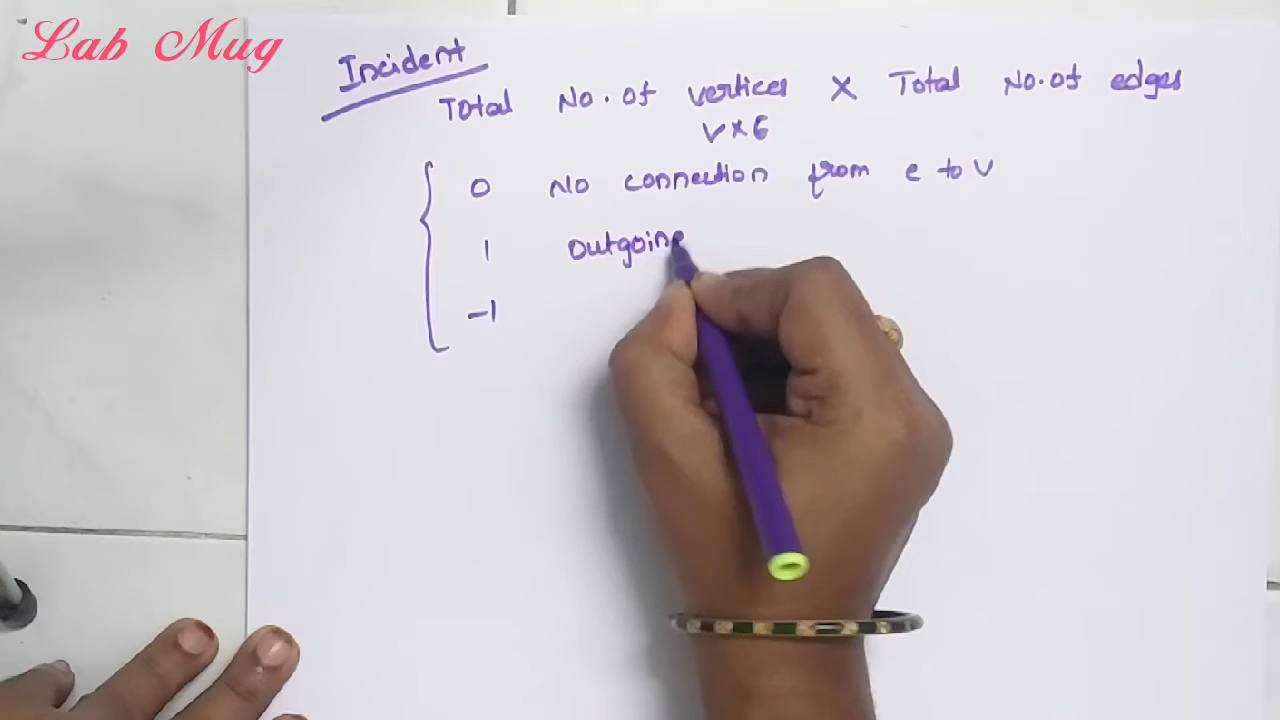 Lab Mug
Incident
Total No. of vertices X Total No. of edges
V x E
0 No connection from e to V
1 outgoing
-1